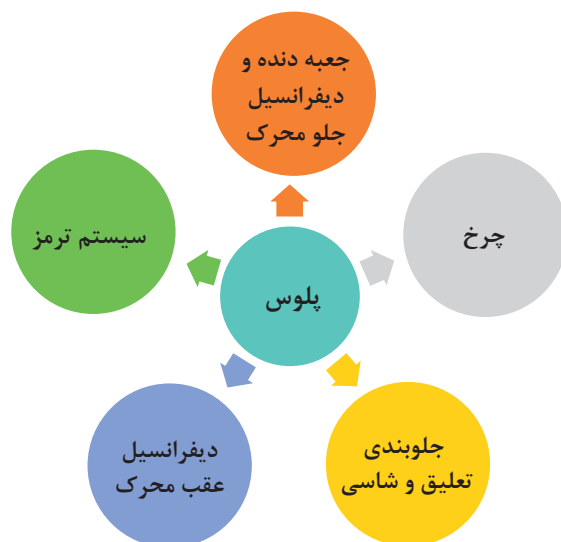 جعبه دنده و
دیفرانسیل
جلو محرک
چرخ
سیستم ترمز
پلوس
جلوبندی
تعلیق و شاسی
دیفرانسیل
عقب محرک